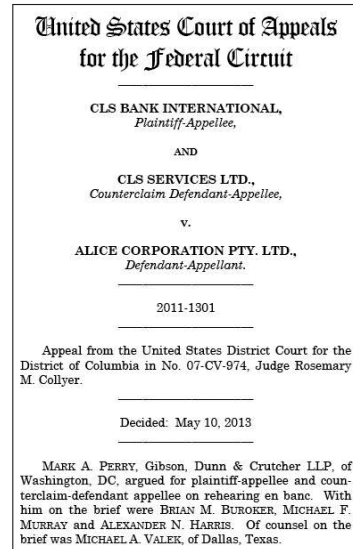 United States Court of Appeals
for the Federal Circuit
CLS BANK INTERNATIONAL,
Plaintiff-Appellee,
AND
CLS SERVICES LTD.,
Counterclaim Defendant-Appellee,
v.
ALICE CORPORATION PTY. LTD.,
Defendant-Appellant.
2011-1301
Appeal from the United States District Court for the
District of Columbia in No. 07-CV-974, Judge Rosemary
M. Collyer.
Decided: May 10, 2013
MARK A. PERRY, Gibson, Dunn & Crutcher LLP, of
Washington, DC, argued for plaintiff-appellee and coun-
terclaim-defendant appellee on rehearing en banc. With
him on the brief were BRIAN M. BUROKER, MICHAEL F.
MURRAY and ALEXANDER N. HARRIS. Of counsel on the
brief was MICHAEL A. VALEK, of Dallas, Texas.